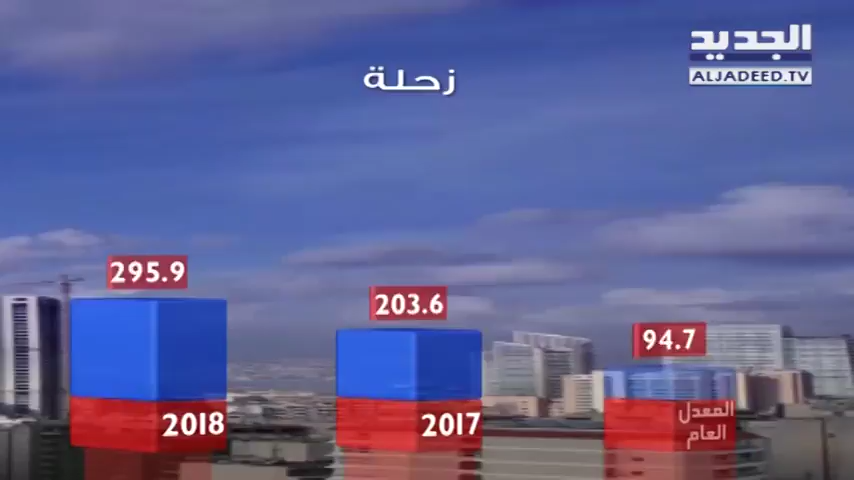 الجديد
ALJADEED.TV
زحلة
295.9
203.6
94.7
2018
2017
المعدل
العام